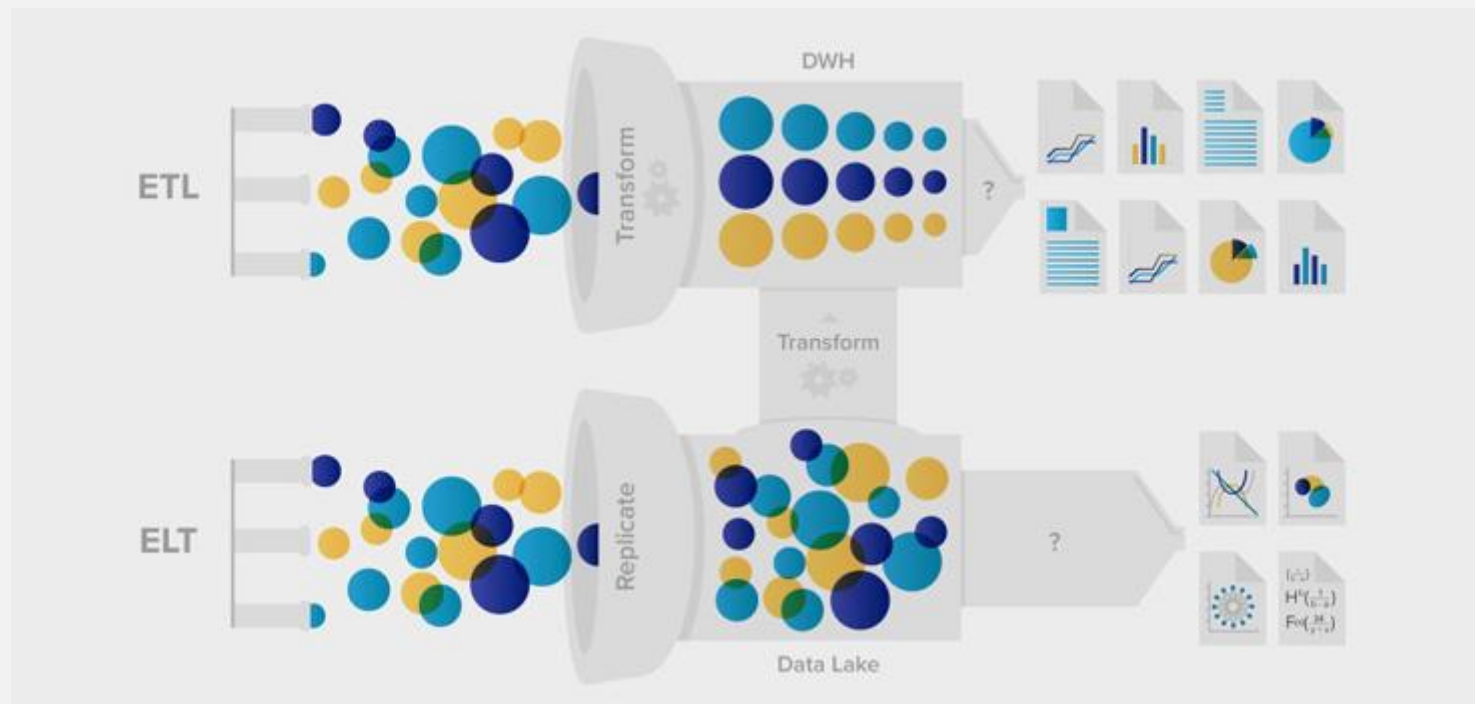 DWH
ETL
Transform
?
Transform
ELT
Replicate
?
Data Lake